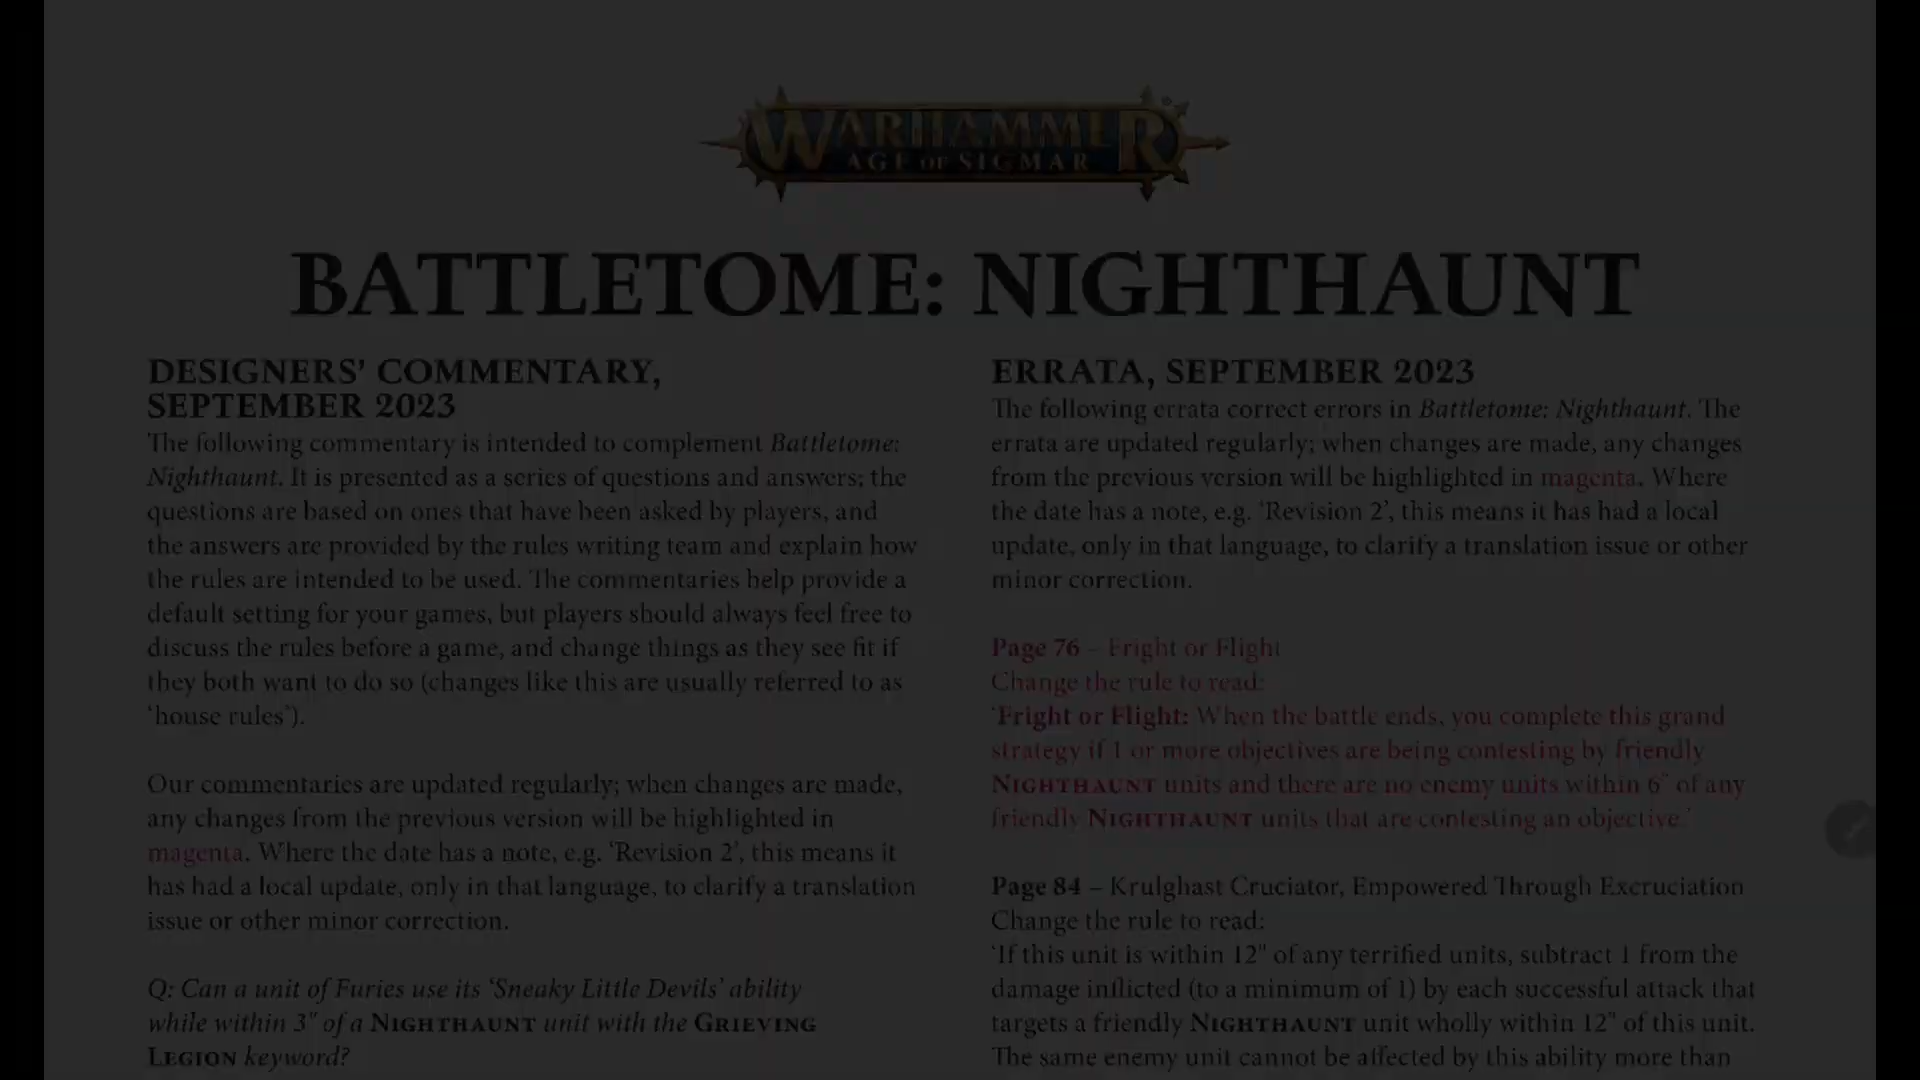 WARHAMMER
AGE OF SIGMAR
BATTLETOME: NIGHTHAUNT
DESIGNERS' COMMENTARY,
SEPTEMBER 2023
The following commentary is intended to complement Battletome:
Nighthaunt. It is presented as a series of questions and answers; the
questions are based on ones that have been asked by players, and
the answers are provided by the rules writing team and explain how
the rules are intended to be used. The commentaries help provide a
default setting for your games, but players should always feel free to
discuss the rules before a game, and change things as they see fit if
they both want to do so (changes like this are usually referred to as
'house rules').
Our commentaries are updated regularly; when changes are made,
any changes from the previous version will be highlighted in
magenta. Where the date has a note, e.g. 'Revision 2', this means it
has had a local update, only in that language, to clarify a translation
issue or other minor correction.
Q: Can a unit of Furies use its 'Sneaky Little Devils' ability
while within 3" of a NIGHTHAUNT unit with the GRIEVING
LEGION keyword?
ERRATA, SEPTEMBER 2023
The following errata correct errors in Battletome: Nighthaunt. The
errata are updated regularly; when changes are made, any changes
from the previous version will be highlighted in magenta. Where
the date has a note, e.g. 'Revision 2', this means it has had a local
update, only in that language, to clarify a translation issue or other
minor correction.
Page 76 – Fright or Flight
Change the rule to read:
'Fright or Flight: When the battle ends, you complete this grand
strategy if 1 or more objectives are being contesting by friendly
NIGHTHAUNT units and there are no enemy units within 6" of any
friendly NIGHTHAUNT units that are contesting an objective.'
Page 84 – Krulghast Cruciator, Empowered Through Excruciation
Change the rule to read:
'If this unit is within 12" of any terrified units, subtract 1 from the
damage inflicted (to a minimum of 1) by each successful attack that
targets a friendly NIGHTHAUNT unit wholly within 12" of this unit.
The same enemy unit cannot be affected by this ability more than